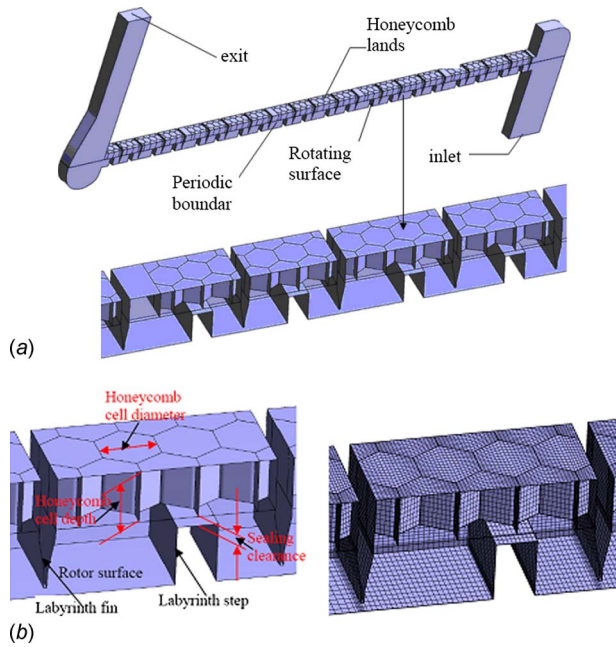 Honeycomb
lands
exit
Rotating
surface
inlet
Periodic
boundar
(a)
Honeycomb
cell diameter
Honeycomb
cell depth
Sealing
clearance
Rotor surface
Labyrinth fin
Labyrinth step
(b)